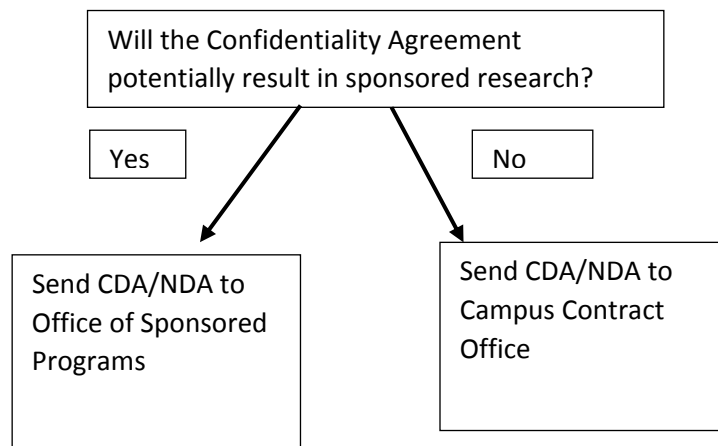 Will the Confidentiality Agreement
potentially result in sponsored research?
Yes
No
Send CDA/NDA to
Office of Sponsored
Programs
Send CDA/NDA to
Campus Contract
Office